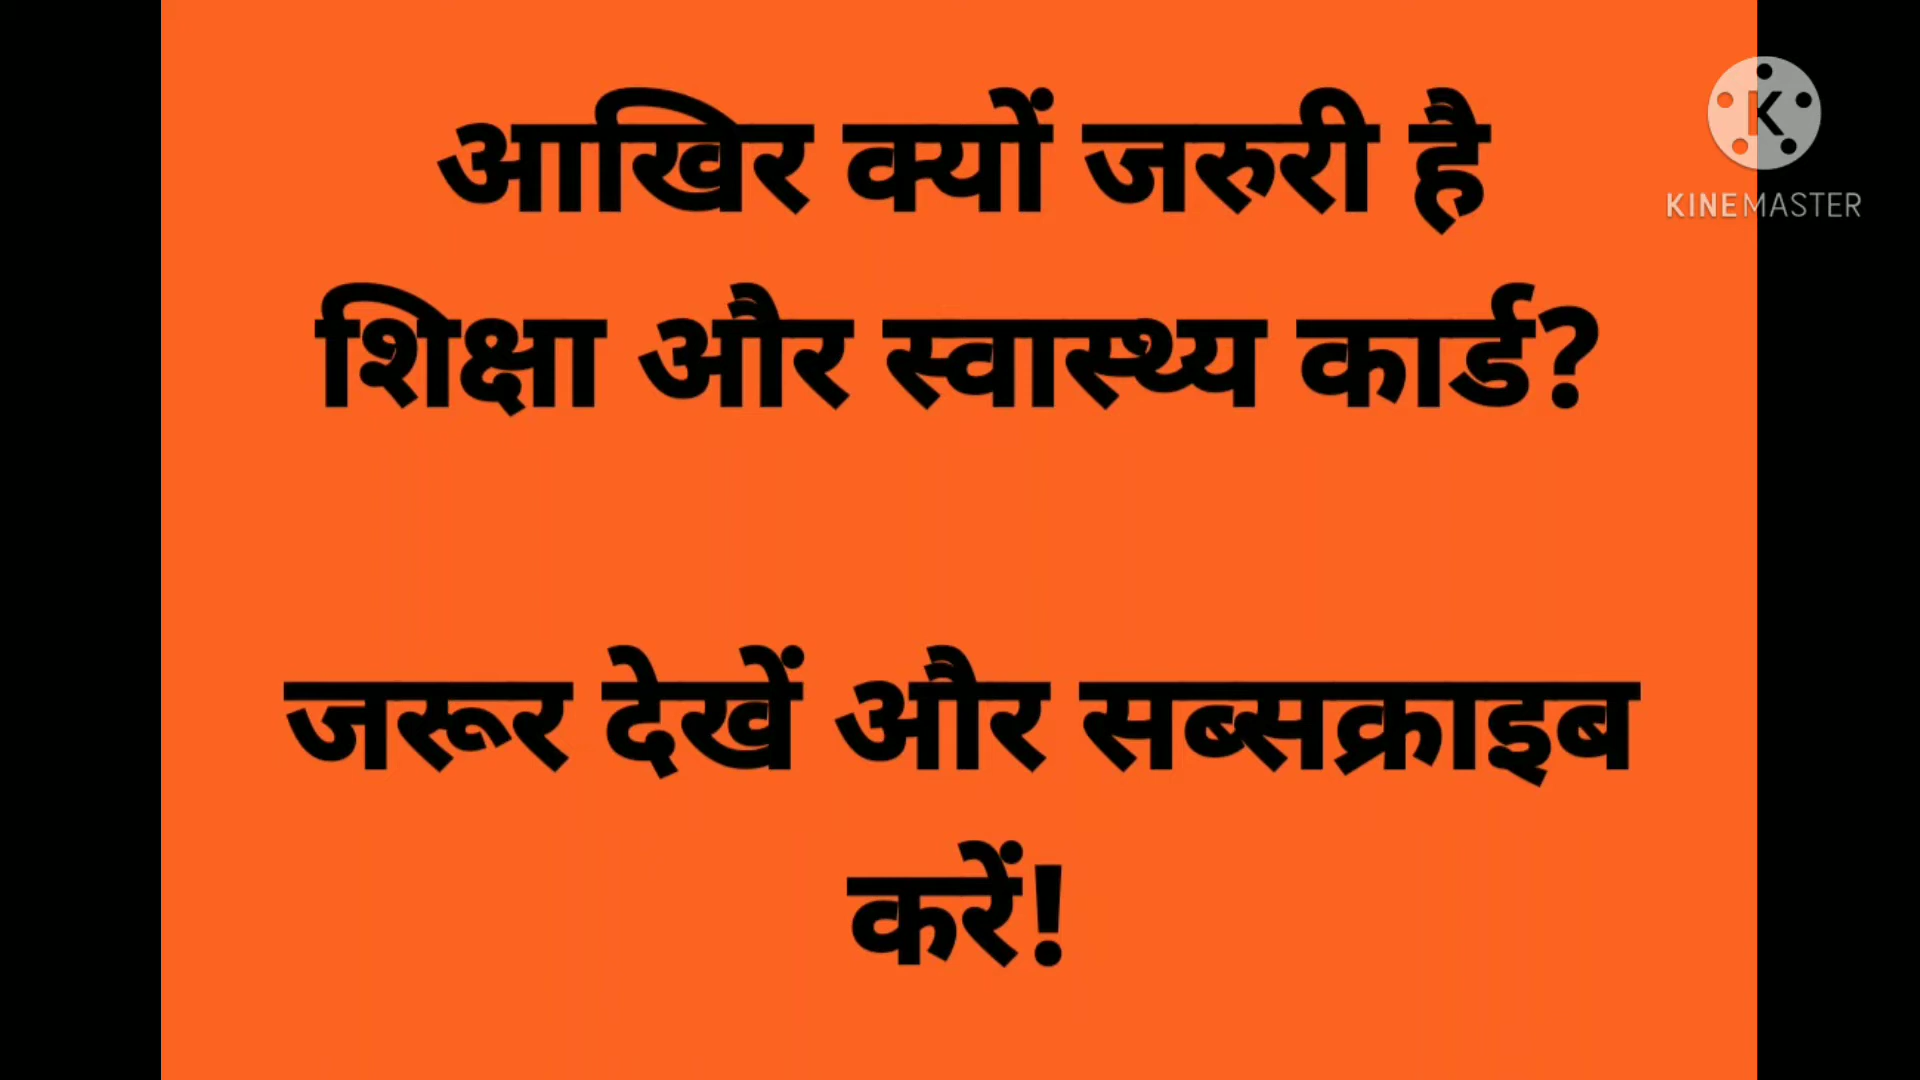 आखिर क्यों जरुरी है
शिक्षा और स्वास्थ्य कार्ड?
जरूर देखें और सब्सक्राइब
करें!
K
KINEMASTER